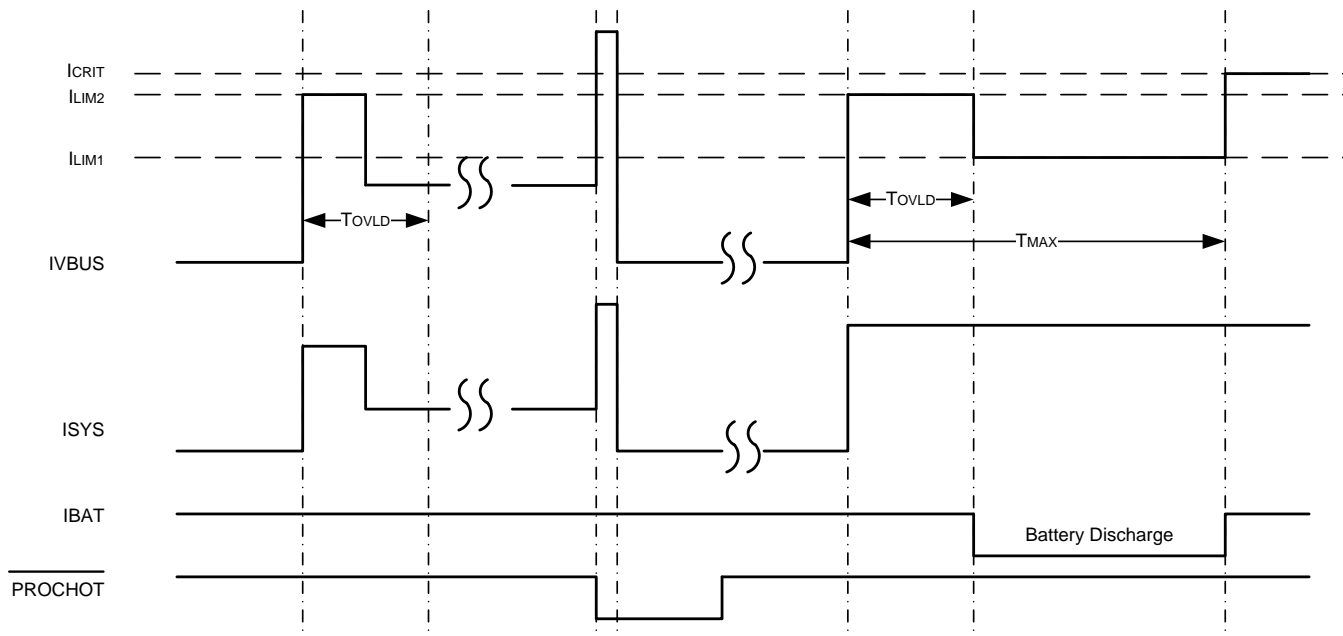 ICRIT
ILIM2
ILIM1
TOVLD
TOVLD
TMAX
IVBUS
ISYS
IBAT
Battery Discharge
PROCHOT